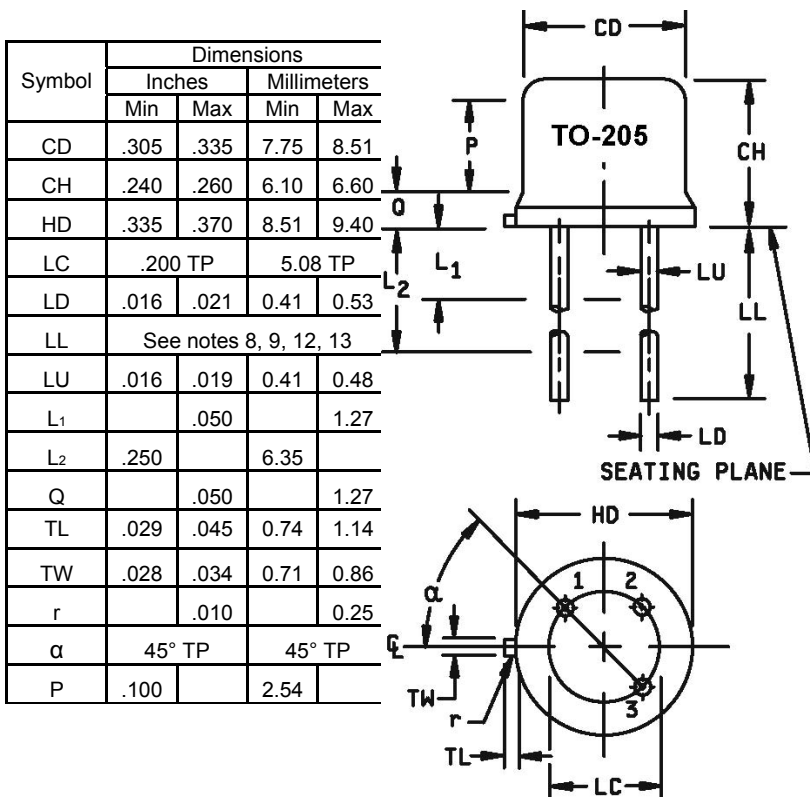 Symbol Dimensions
Inches Millimeters
Min Max Min Max
CD .305 .335 7.75 8.51
CH .240 .260 6.10 6.60
HD .335 .370 8.51 9.40
LC .200 TP 5.08 TP
LD .016 .021 0.41 0.53
LL See notes 8, 9, 12, 13
LU .016 .019 0.41 0.48
L₁ .050 1.27
L₂ .250 6.35
Q .050 1.27
TL .029 .045 0.74 1.14
TW .028 .034 0.71 0.86
r .010 0.25
α 45° TP 45° TP
P .100 2.54
CD
TO-205
P
CH
Q
L₁
L₂
LU
LL
LD
SEATING PLANE
HD
1 2
α
℄
TW
r
3
TL
LC